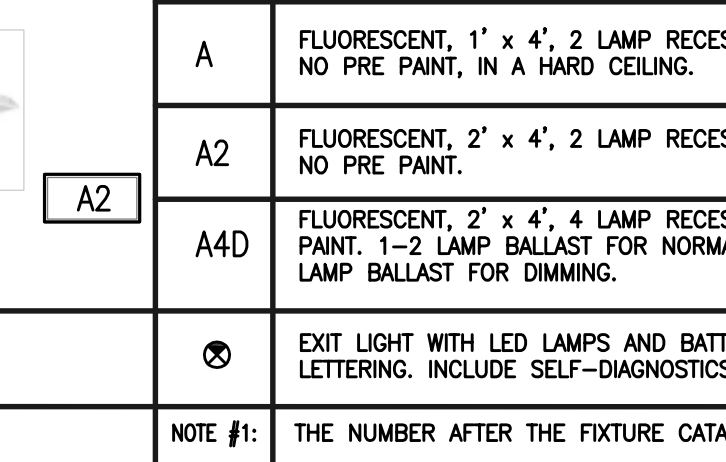 A
FLUORESCENT, 1' x 4', 2 LAMP
NO PRE PAINT, IN A HARD CEILING.
A2
FLUORESCENT, 2' x 4', 2 LAMP
NO PRE PAINT.
A2
A4D
FLUORESCENT, 2' x 4', 4 LAMP
PAINT. 1-2 LAMP BALLAST FOR
LAMP BALLAST FOR DIMMING.
EXIT LIGHT WITH LED LAMPS AND
LETTERING. INCLUDE SELF-DIAGNOSTICS
NOTE #1:
THE NUMBER AFTER THE FIXTURE